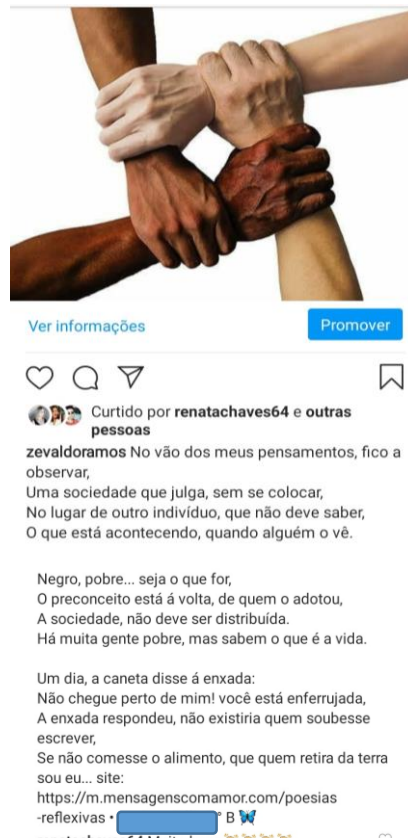 Ver informações
Promover
Curtido por renatachaves64 e outras
pessoas
zevaldoramos No vão dos meus pensamentos, fico a
observar,
Uma sociedade que julga, sem se colocar,
No lugar de outro indivíduo, que não deve saber,
O que está acontecendo, quando alguém o vê.
Negro, pobre... seja o que for,
O preconceito está á volta, de quem o adotou,
A sociedade, não deve ser distribuída.
Há muita gente pobre, mas sabem o que é a vida.
Um dia, a caneta disse á enxada:
Não chegue perto de mim! você está enferrujada,
A enxada respondeu, não existiria quem soubesse
escrever,
Se não comesse o alimento, que quem retira da terra
sou eu... site:
https://m.mensagenscomamor.com/poesias
-reflexivas • ° B 🦋